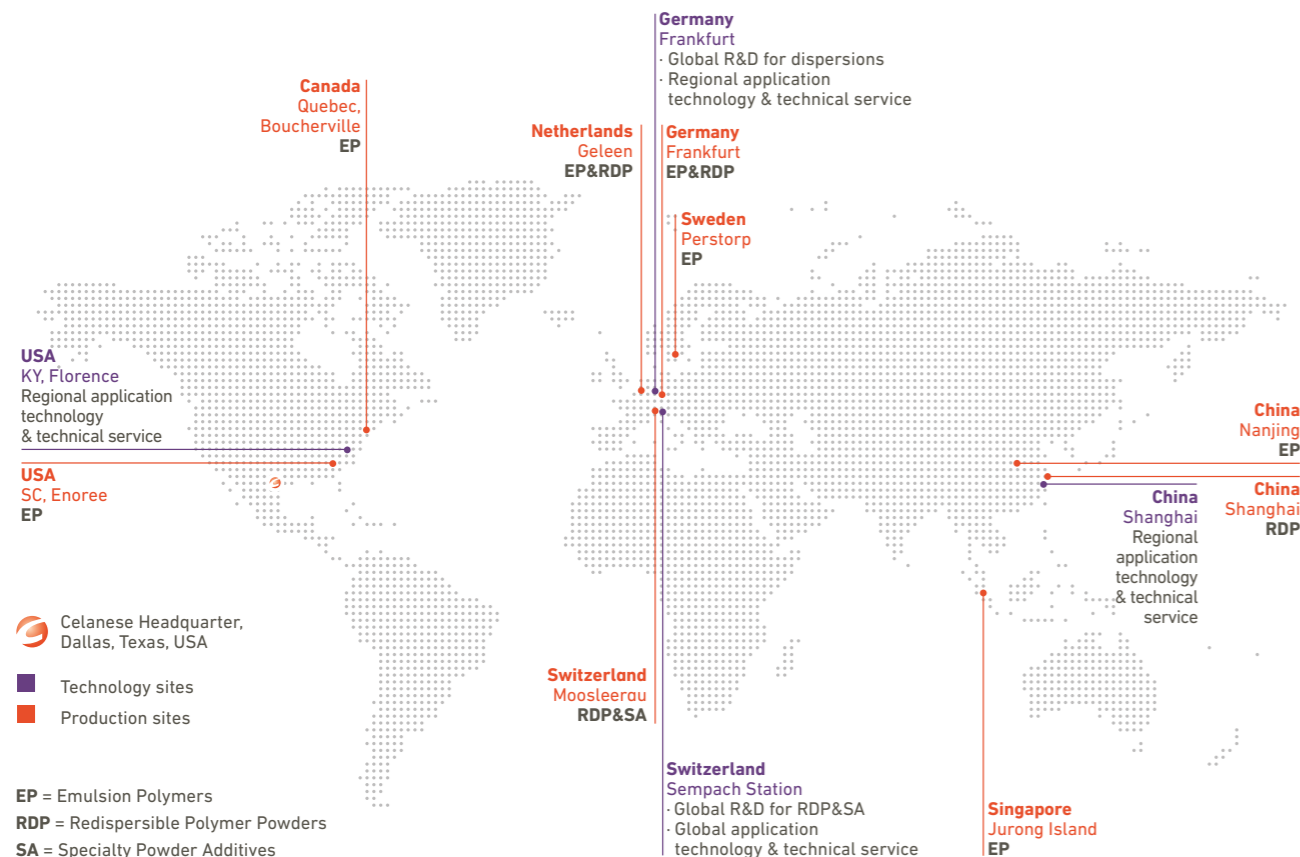 Germany
Frankfurt
· Global R&D for dispersions
· Regional application
technology & technical service
Canada
Quebec,
Boucherville
EP
Netherlands
Geleen
EP&RDP
Germany
Frankfurt
EP&RDP
Sweden
Perstorp
EP
USA
KY, Florence
Regional application
technology
& technical service
USA
SC, Enoree
EP
China
Nanjing
EP
China
Shanghai
RDP
China
Shanghai
Regional
application
technology
& technical
service
Celanese Headquarter,
Dallas, Texas, USA
Technology sites
Production sites
EP = Emulsion Polymers
RDP = Redispersible Polymer Powders
SA = Specialty Powder Additives
Switzerland
Moosleerau
RDP&SA
Switzerland
Sempach Station
· Global R&D for RDP&SA
· Global application
technology & technical service
Singapore
Jurong Island
EP